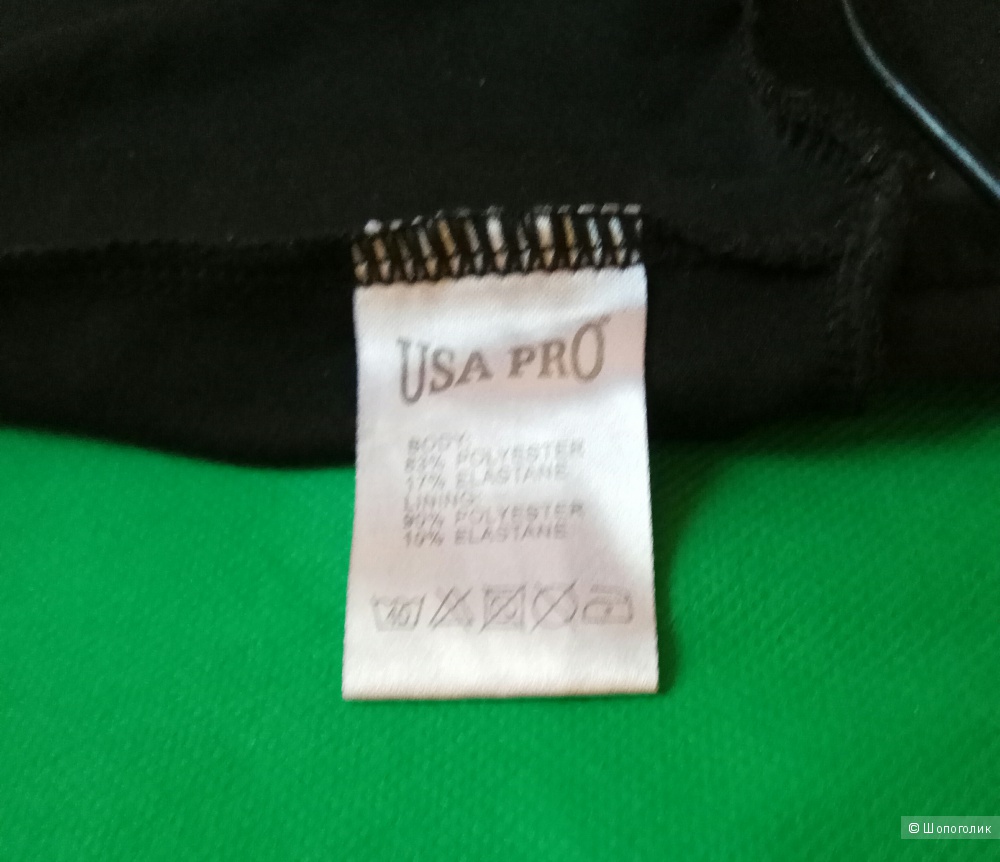 USA PRO
BODY:
83% POLYESTER
17% ELASTANE
LINING:
90% POLYESTER
10% ELASTANE
40
© Шопоголик